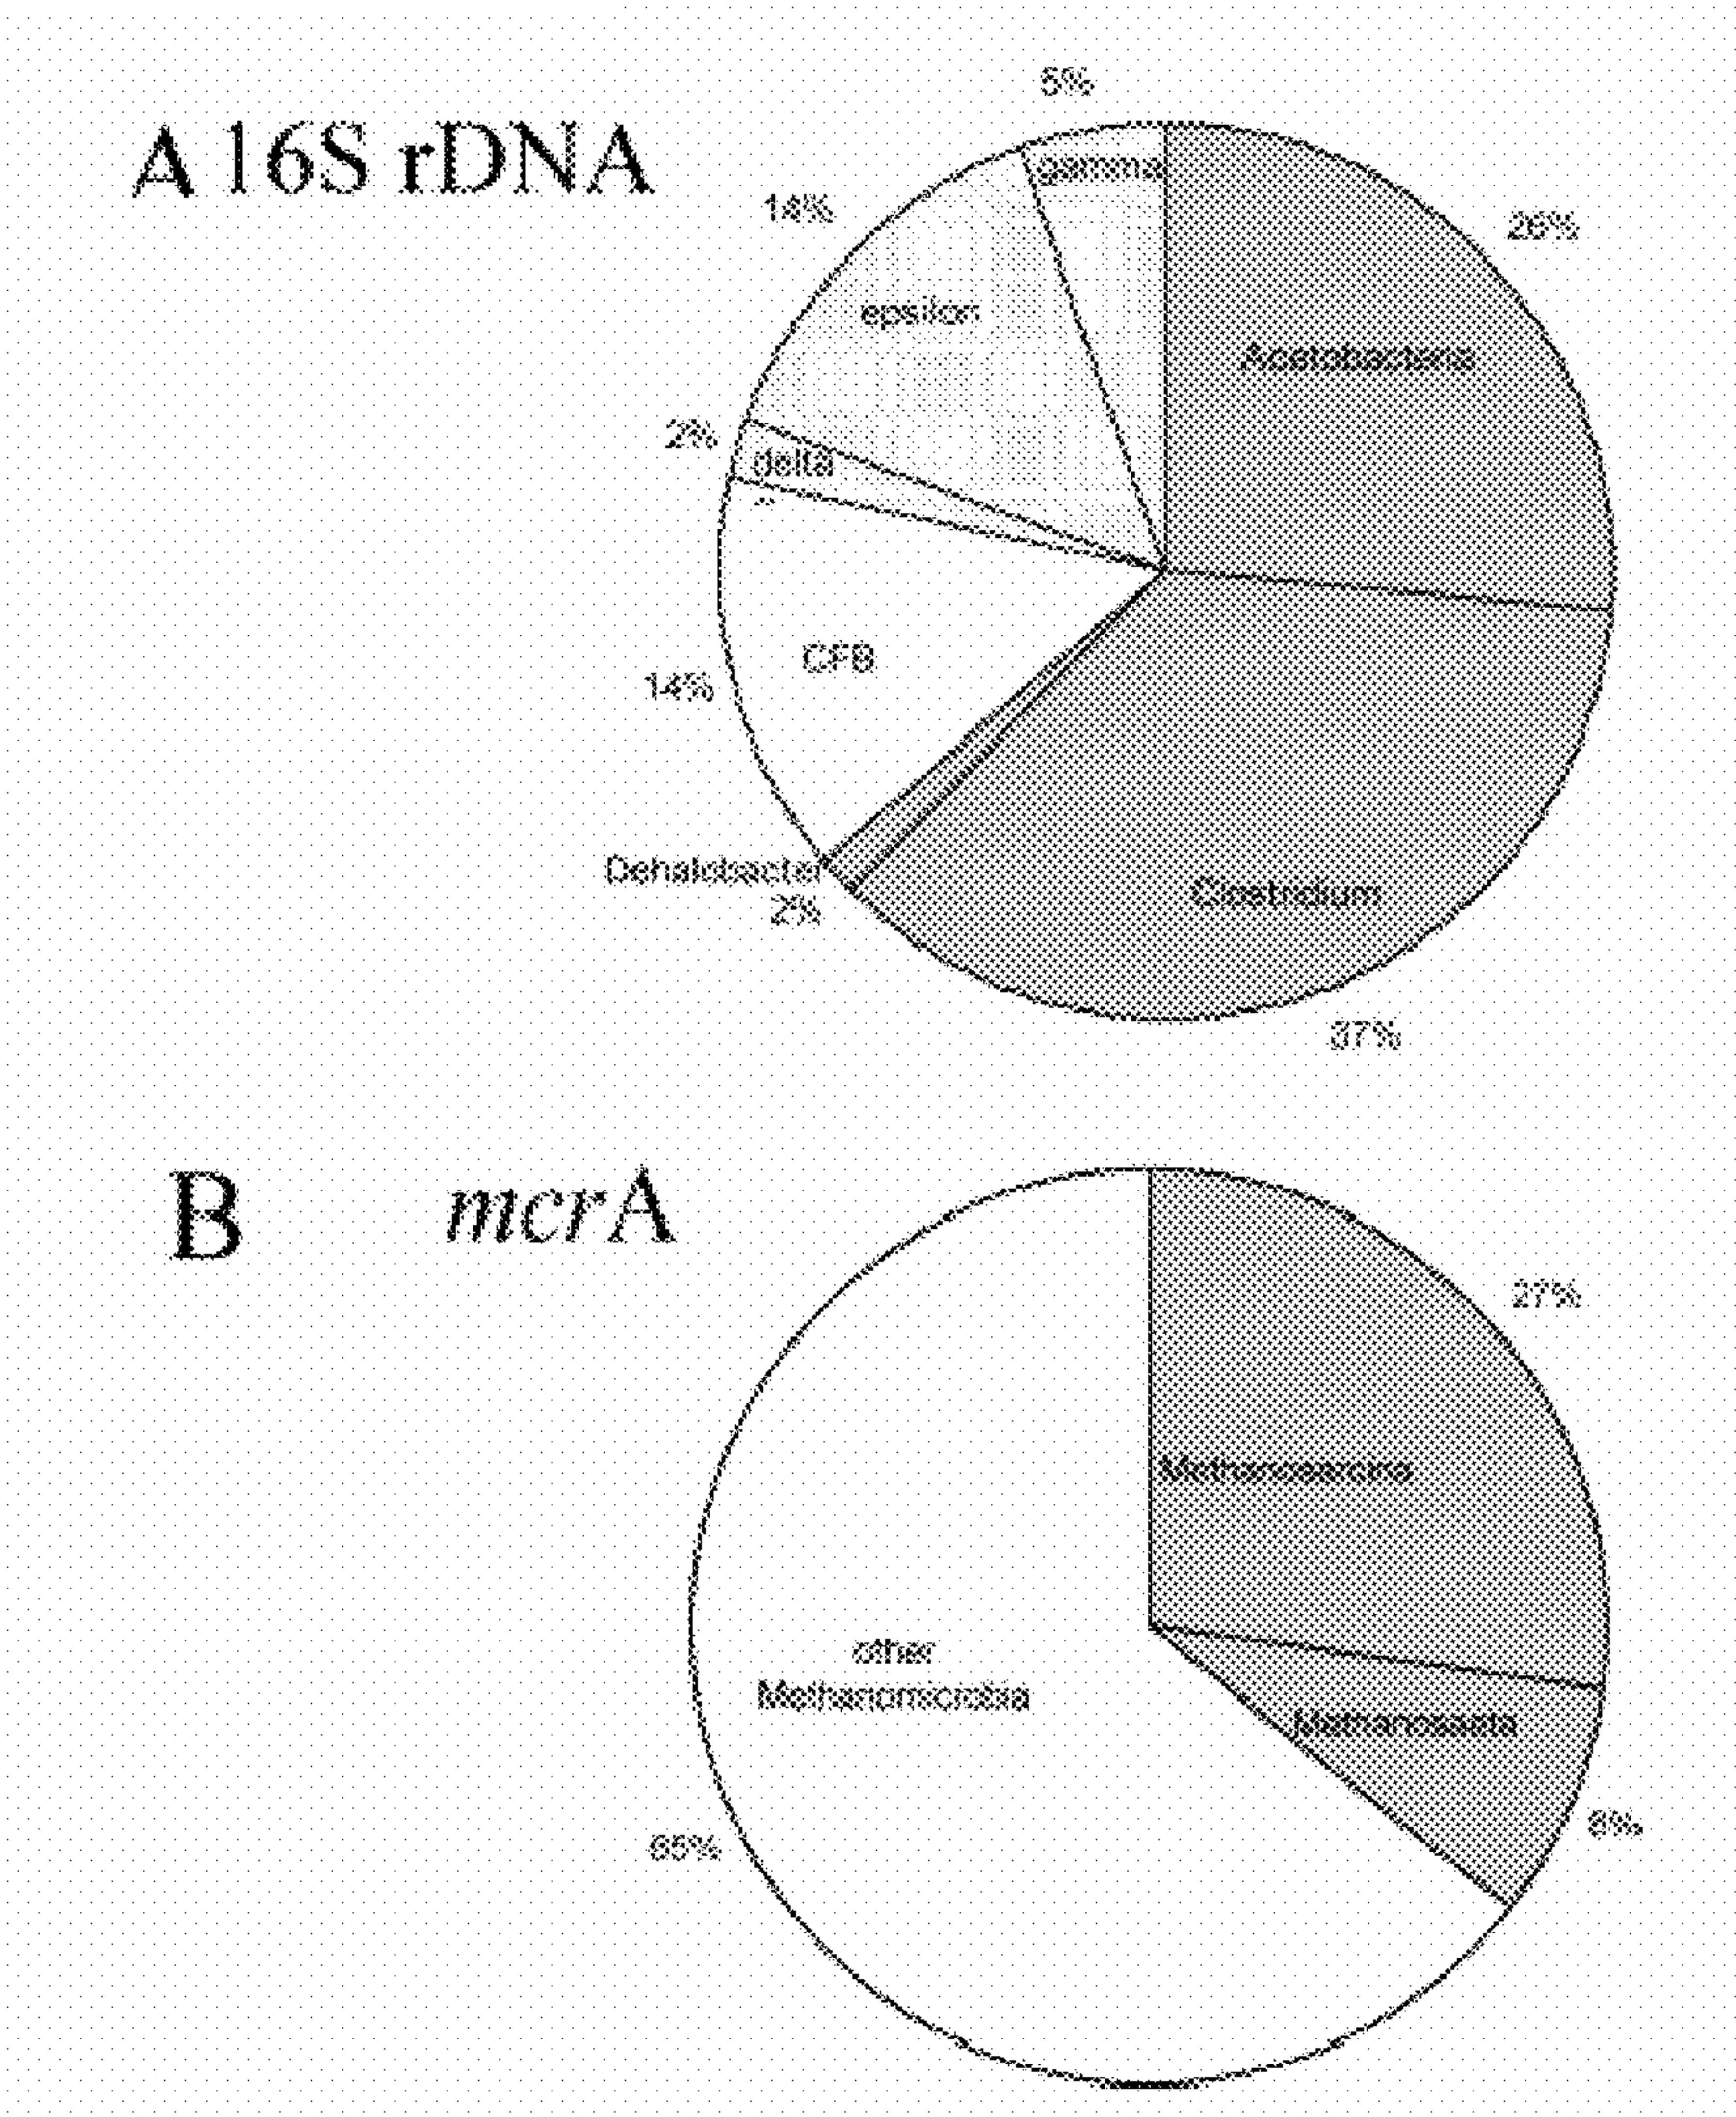 A 16S rDNA
5%
gamma
14%
26%
epsilon
Acetobacteria
2%
delta
CFB
14%
Dehalobacter
2%
Clostridium
37%
B
mcrA
27%
Methanosarcina
other
Methanomicrobia
Methanosaeta
65%
8%